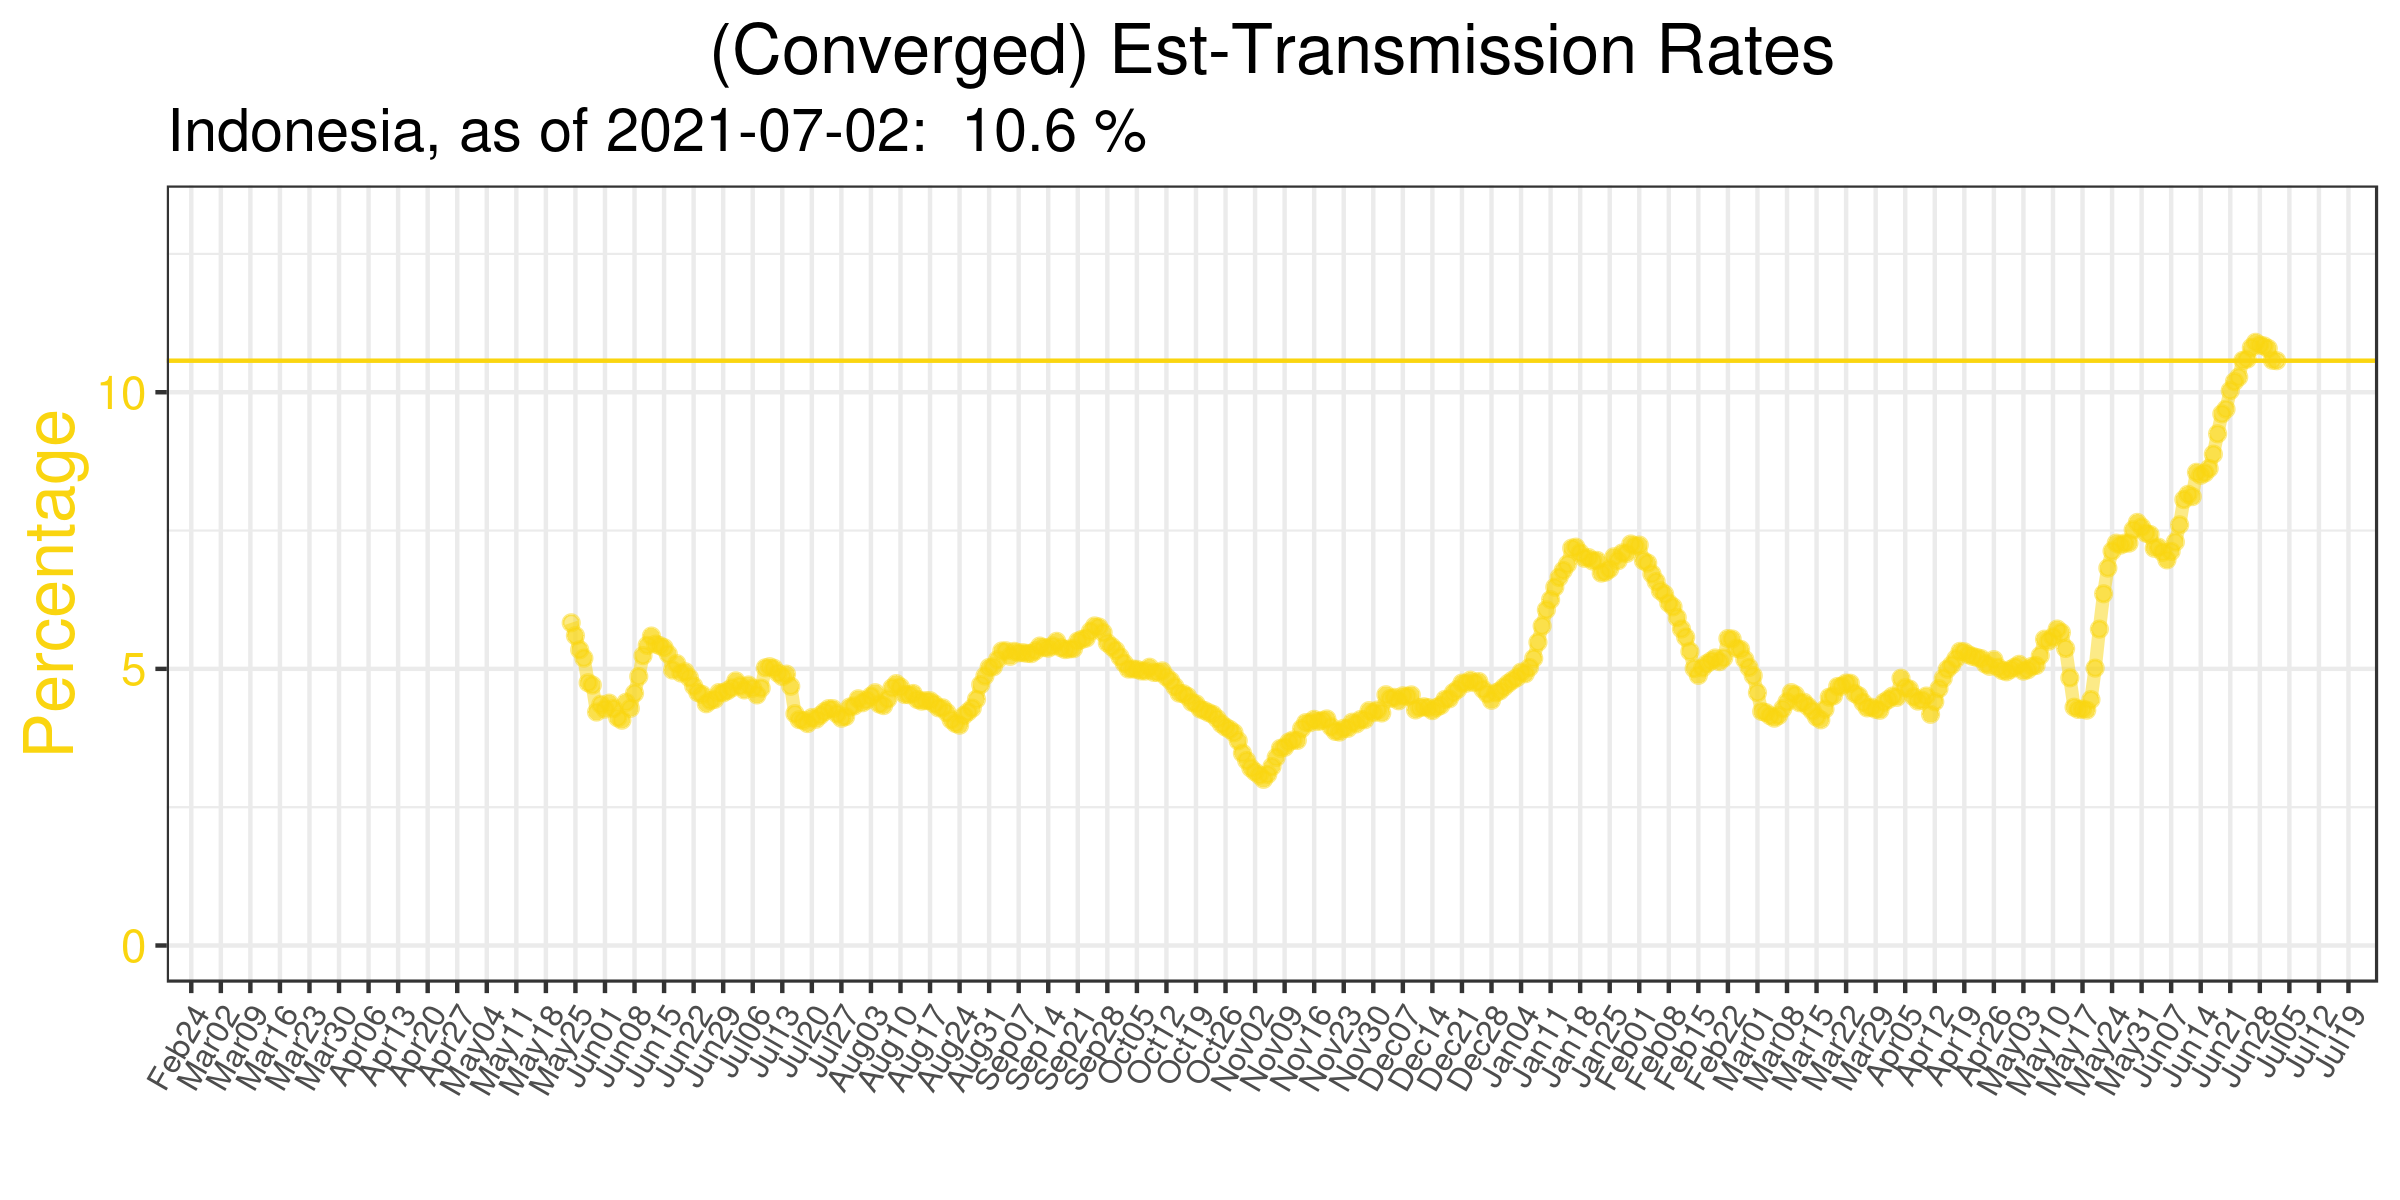 (Converged) Est-Transmission Rates
Indonesia, as of 2021-07-02:  10.6 %
Percentage
10
5
0
Feb24
Mar02
Mar09
Mar16
Mar23
Mar30
Apr06
Apr13
Apr20
Apr27
May04
May11
May18
May25
Jun01
Jun08
Jun15
Jun22
Jun29
Jul06
Jul13
Jul20
Jul27
Aug03
Aug10
Aug17
Aug24
Aug31
Sep07
Sep14
Sep21
Sep28
Oct05
Oct12
Oct19
Oct26
Nov02
Nov09
Nov16
Nov23
Nov30
Dec07
Dec14
Dec21
Dec28
Jan04
Jan11
Jan18
Jan25
Feb01
Feb08
Feb15
Feb22
Mar01
Mar08
Mar15
Mar22
Mar29
Apr05
Apr12
Apr19
Apr26
May03
May10
May17
May24
May31
Jun07
Jun14
Jun21
Jun28
Jul05
Jul12
Jul19